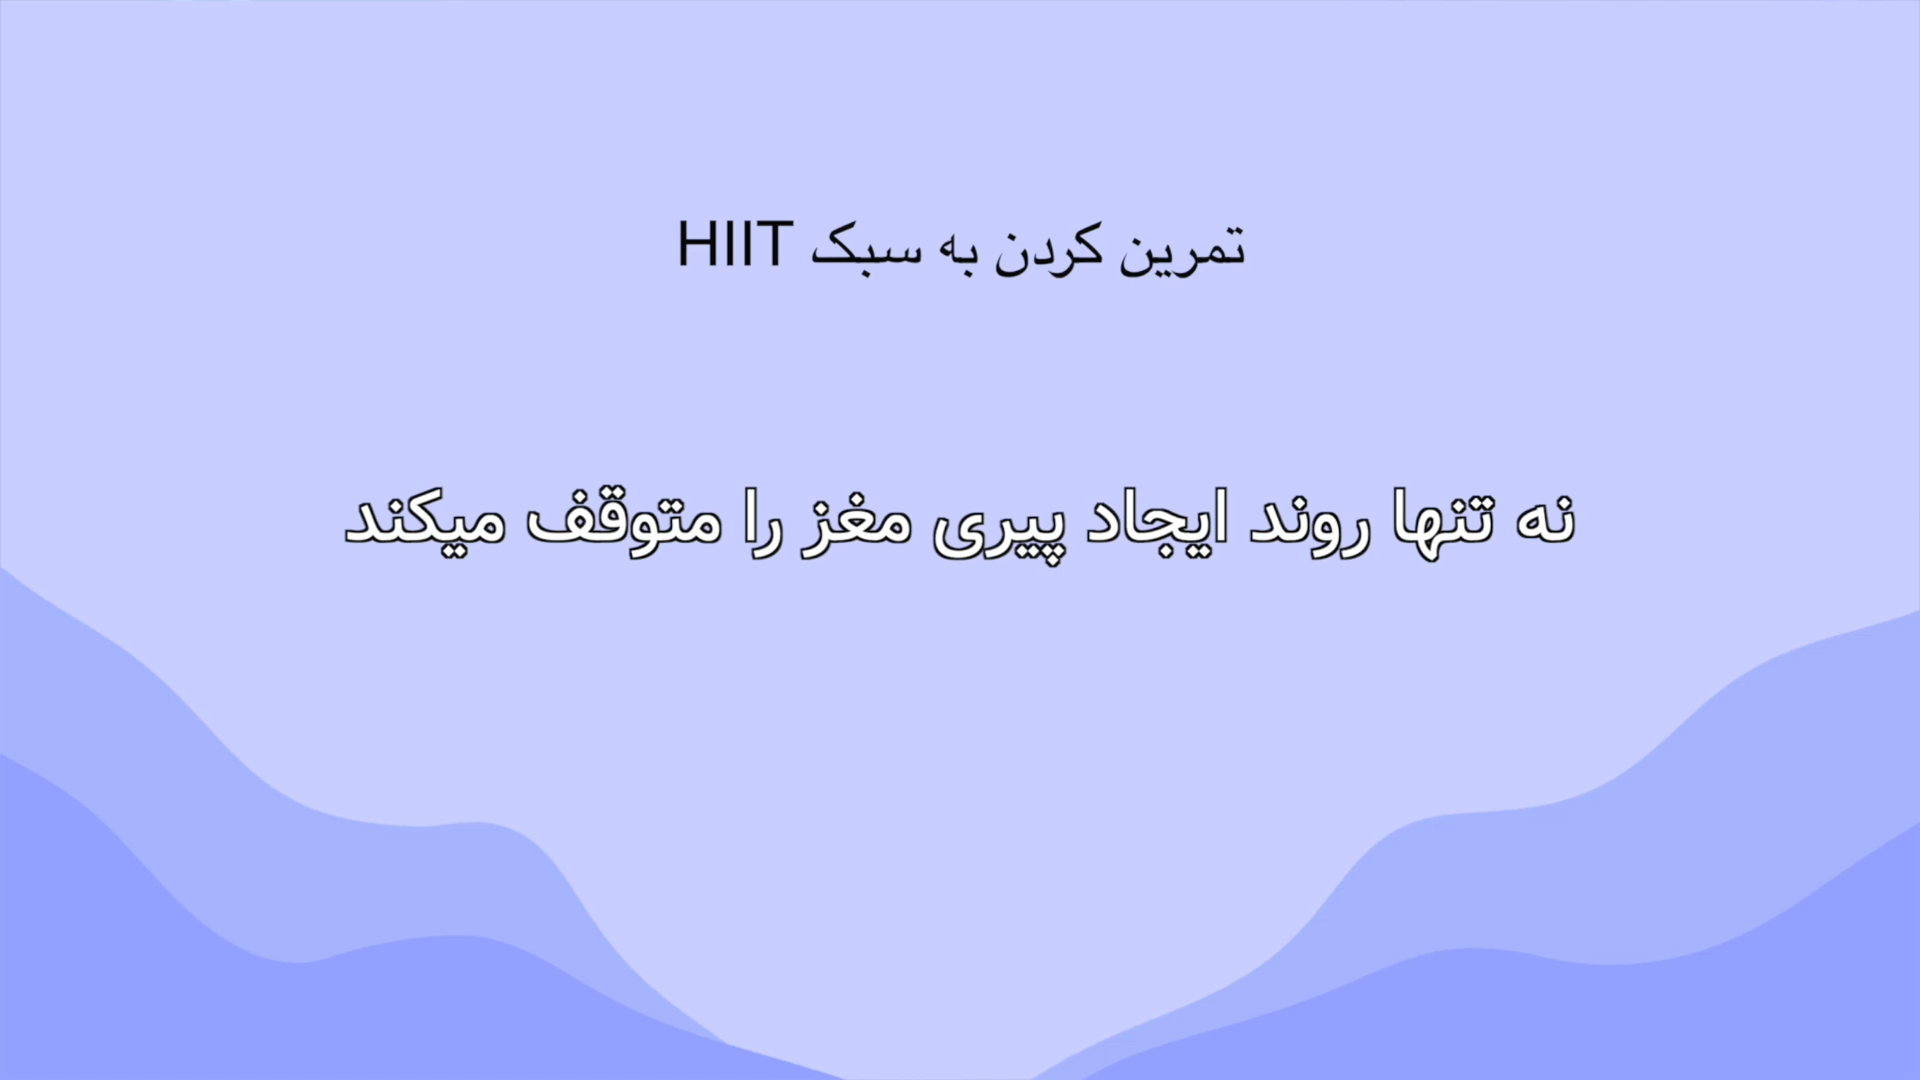 تمرین کردن به سبک HIIT
نه تنها روند ایجاد پیری مغز را متوقف میکند